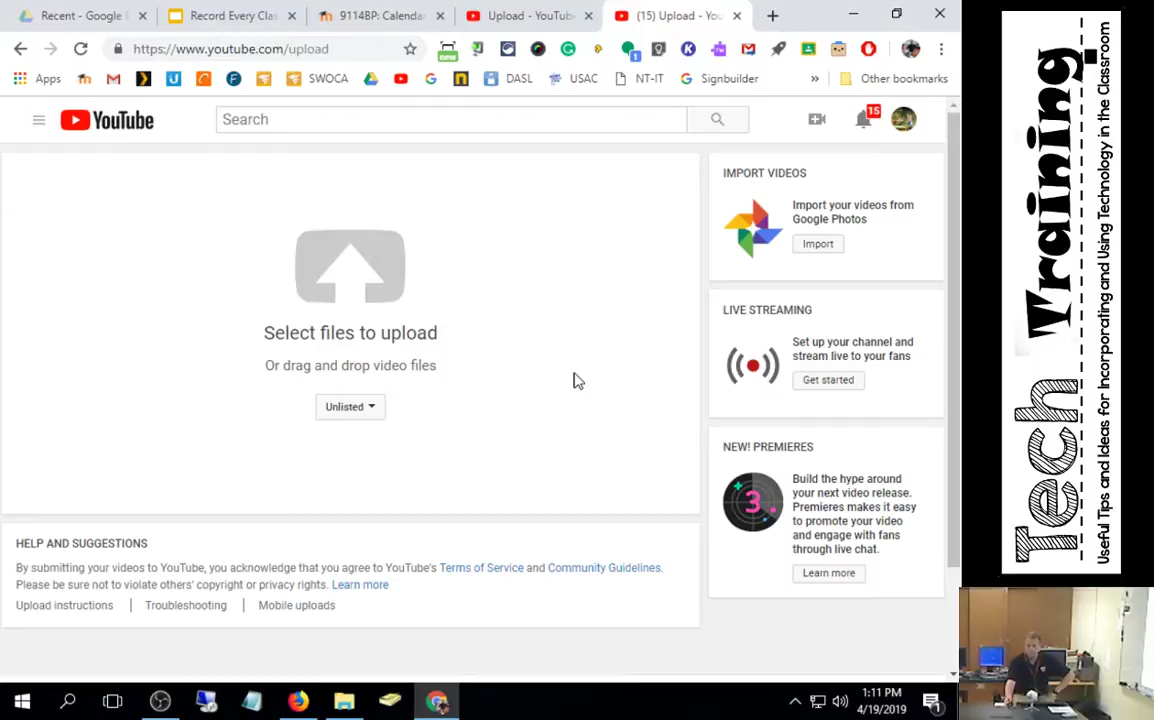 Recent - Google
Record Every Cla
9114BP: Calenda
Upload - YouTube
(15) Upload - You
https://www.youtube.com/upload
new
1
Apps
SWOCA
DASL
USAC
NT-IT
Signbuilder
»
Other bookmarks
YouTube
Search
15
Select files to upload
Or drag and drop video files
Unlisted
IMPORT VIDEOS
Import your videos from
Google Photos
Import
LIVE STREAMING
Set up your channel and
stream live to your fans
Get started
NEW! PREMIERES
3
Build the hype around
your next video release.
Premieres makes it easy
to promote your video
and engage with fans
through live chat.
Learn more
HELP AND SUGGESTIONS
By submitting your videos to YouTube, you acknowledge that you agree to YouTube's Terms of Service and Community Guidelines.
Please be sure not to violate others' copyright or privacy rights. Learn more
Upload instructions | Troubleshooting | Mobile uploads
1:11 PM
4/19/2019
1
Tech Training
Useful Tips and Ideas for Incorporating and Using Technology in the Classroom